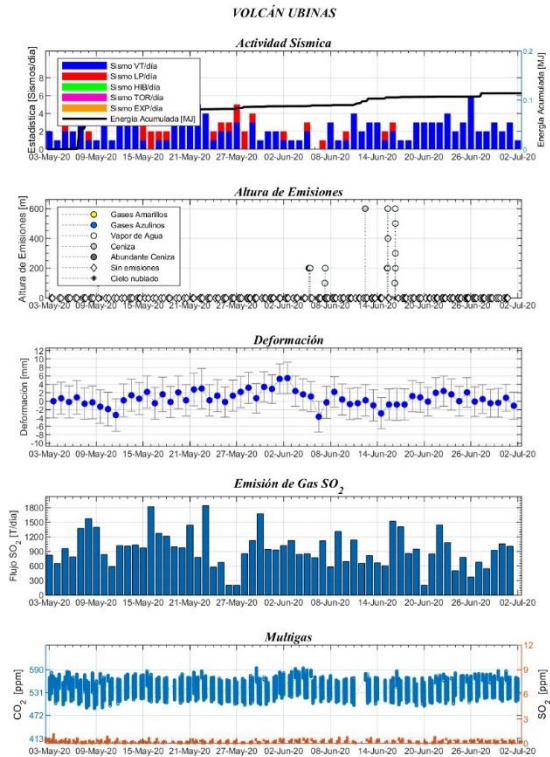 VOLCÁN UBINAS
Actividad Sísmica
Estadística [Sismos/día]
10
8
6
4
2
0
Sismo VT/día
Sismo LP/día
Sismo HIB/día
Sismo TOR/día
Sismo EXP/día
Energía Acumulada [MJ]
0.2
0.1
0
Energía Acumulada [MJ]
03-May-20 09-May-20 15-May-20 21-May-20 27-May-20 02-Jun-20 08-Jun-20 14-Jun-20 20-Jun-20 26-Jun-20 02-Jul-20
Altura de Emisiones
Altura de Emisiones [m]
600
400
200
0
Gases Amarillos
Gases Azulinos
Vapor de Agua
Ceniza
Abundante Ceniza
Sin emisiones
Cielo nublado
03-May-20 09-May-20 15-May-20 21-May-20 27-May-20 02-Jun-20 08-Jun-20 14-Jun-20 20-Jun-20 26-Jun-20 02-Jul-20
Deformación
Deformación [mm]
12
10
8
6
4
2
0
-2
-4
-6
-8
-10
03-May-20 09-May-20 15-May-20 21-May-20 27-May-20 02-Jun-20 08-Jun-20 14-Jun-20 20-Jun-20 26-Jun-20 02-Jul-20
Emisión de Gas SO2
Flujo SO2 [T/día]
1800
1500
1200
900
600
300
0
03-May-20 09-May-20 15-May-20 21-May-20 27-May-20 02-Jun-20 08-Jun-20 14-Jun-20 20-Jun-20 26-Jun-20 02-Jul-20
Multigas
CO2 [ppm]
590
531
472
413
12
9
6
3
0
SO2 [ppm]
03-May-20 09-May-20 15-May-20 21-May-20 27-May-20 02-Jun-20 08-Jun-20 14-Jun-20 20-Jun-20 26-Jun-20 02-Jul-20